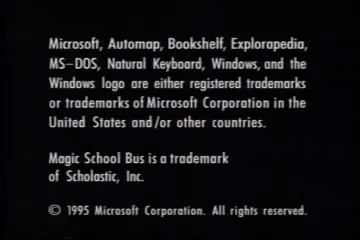 Microsoft, Automap, Bookshelf, Explorapedia,
MS-DOS, Natural Keyboard, Windows, and the
Windows logo are either registered trademarks
or trademarks of Microsoft Corporation in the
United States and/or other countries.
Magic School Bus is a trademark
of Scholastic, Inc.
© 1995 Microsoft Corporation. All rights reserved.